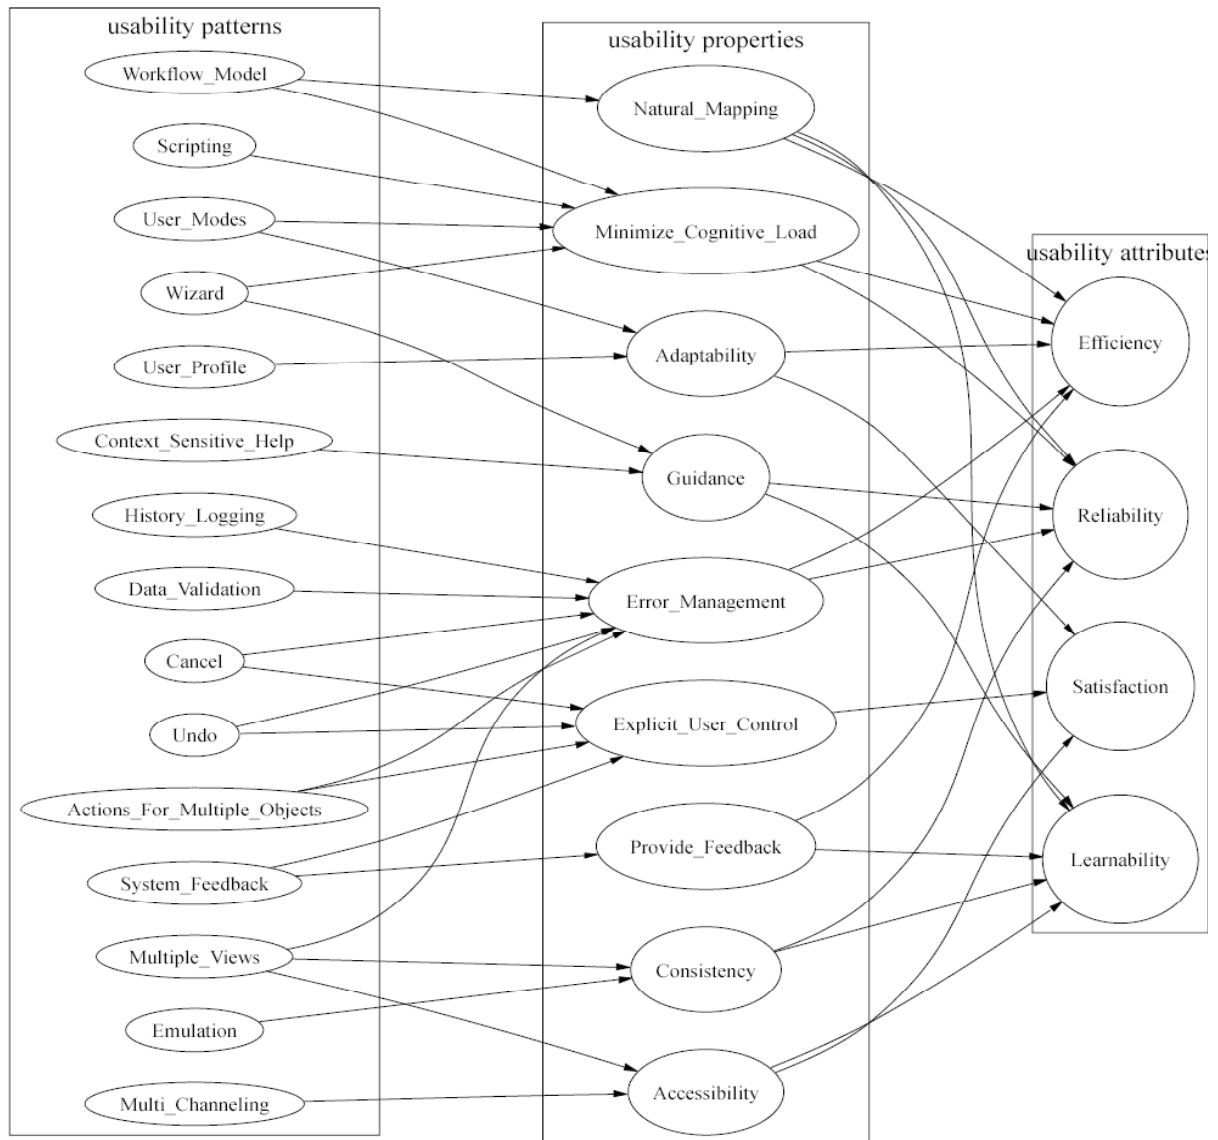 usability patterns
Workflow_Model
Scripting
User_Modes
Wizard
User_Profile
Context_Sensitive_Help
History_Logging
Data_Validation
Cancel
Undo
Actions_For_Multiple_Objects
System_Feedback
Multiple_Views
Emulation
Multi_Channeling
usability properties
Natural_Mapping
Minimize_Cognitive_Load
Adaptability
Guidance
Error_Management
Explicit_User_Control
Provide_Feedback
Consistency
Accessibility
usability attributes
Efficiency
Reliability
Satisfaction
Learnability